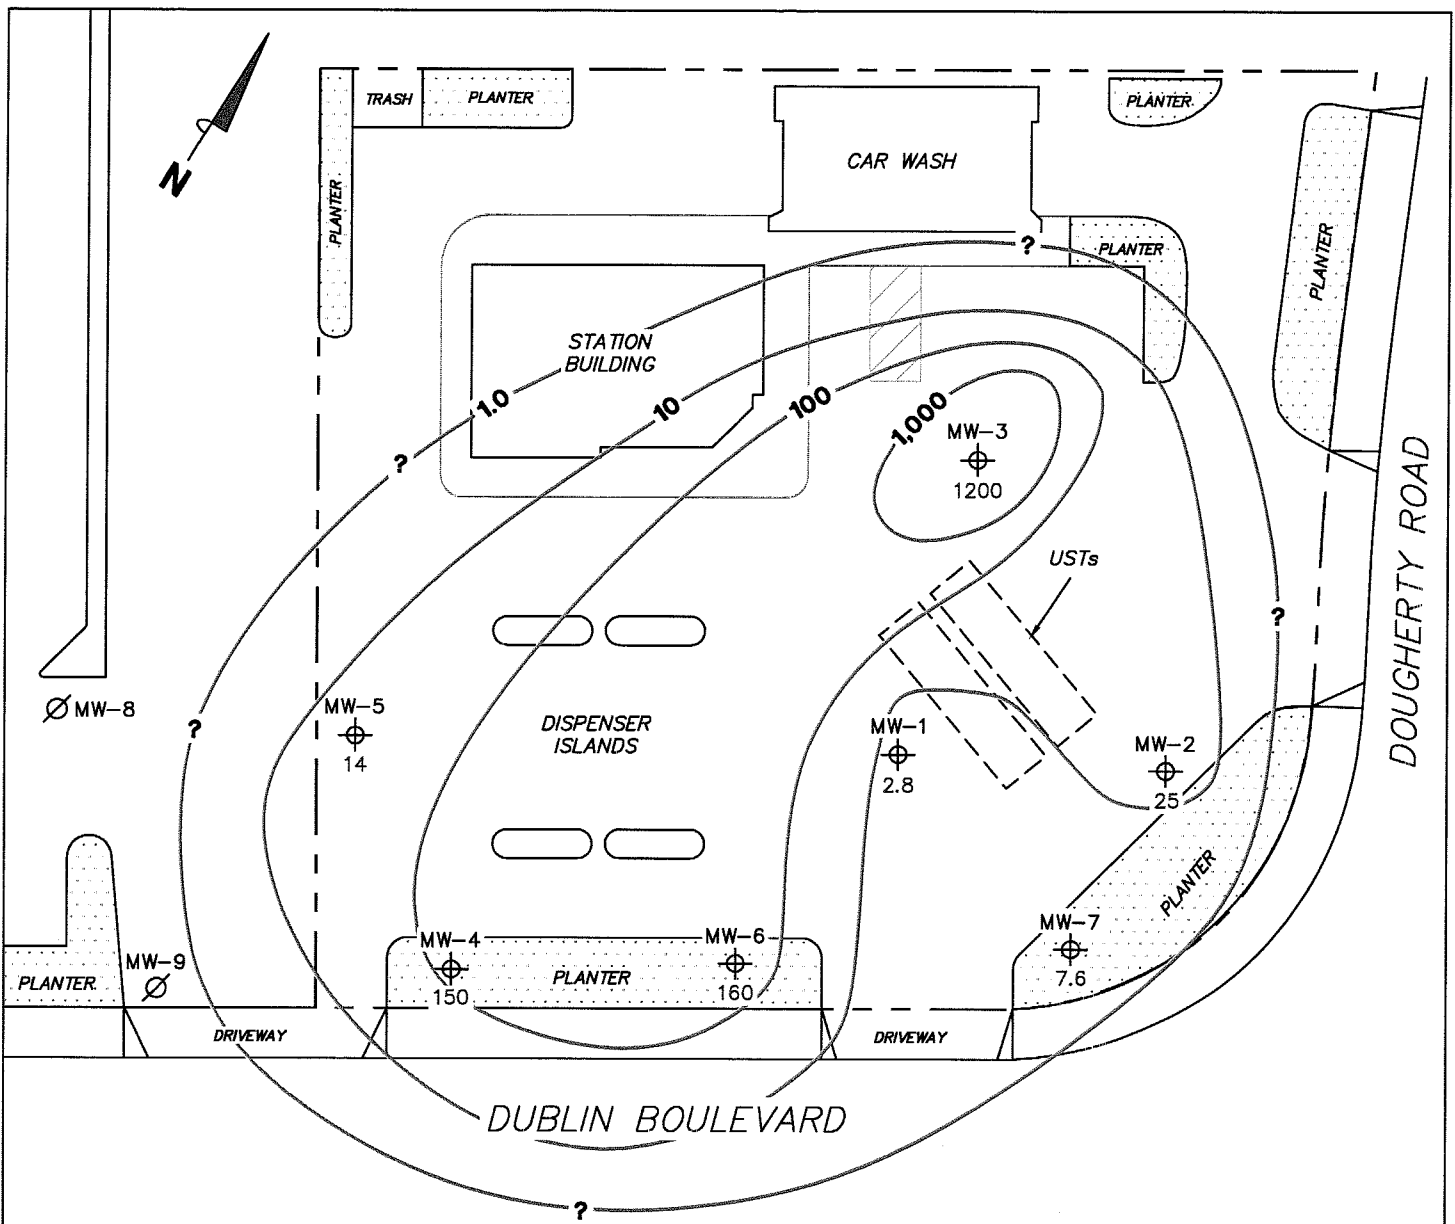 TRASH
PLANTER
PLANTER
CAR WASH
N
PLANTER
?
PLANTER
PLANTER
STATION
BUILDING
1.0
10
100
1,000
MW-3
1200
?
USTs
DOUGHERTY ROAD
?
MW-8
?
MW-5
14
DISPENSER
ISLANDS
MW-1
2.8
MW-2
25
PLANTER
MW-4
150
MW-6
160
PLANTER
MW-7
7.6
MW-9
PLANTER
DRIVEWAY
DRIVEWAY
DUBLIN BOULEVARD
?